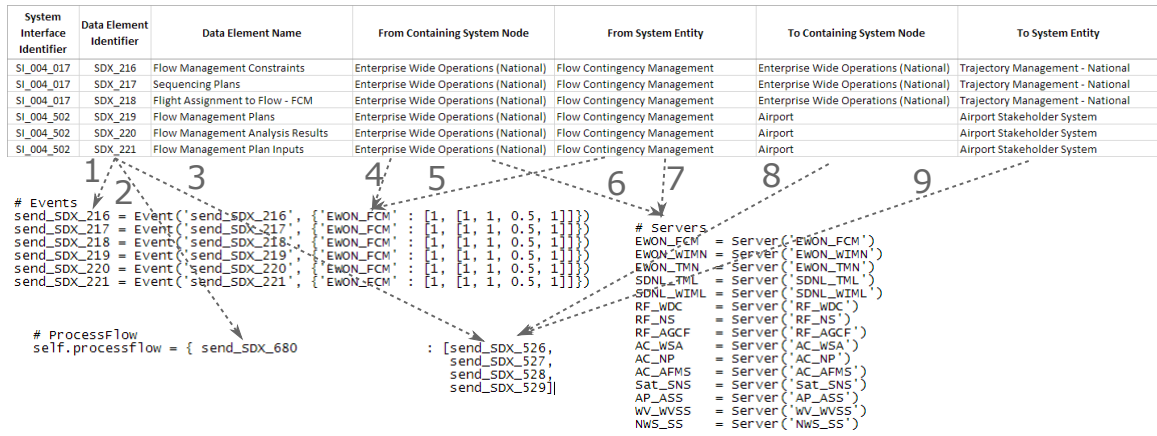 System Interface Identifier	Data Element Identifier	Data Element Name	From Containing System Node	From System Entity	To Containing System Node	To System Entity
SI_004_017	SDX_216	Flow Management Constraints	Enterprise Wide Operations (National)	Flow Contingency Management	Enterprise Wide Operations (National)	Trajectory Management - National
SI_004_017	SDX_217	Sequencing Plans	Enterprise Wide Operations (National)	Flow Contingency Management	Enterprise Wide Operations (National)	Trajectory Management - National
SI_004_017	SDX_218	Flight Assignment to Flow - FCM	Enterprise Wide Operations (National)	Flow Contingency Management	Enterprise Wide Operations (National)	Trajectory Management - National
SI_004_502	SDX_219	Flow Management Plans	Enterprise Wide Operations (National)	Flow Contingency Management	Airport	Airport Stakeholder System
SI_004_502	SDX_220	Flow Management Analysis Results	Enterprise Wide Operations (National)	Flow Contingency Management	Airport	Airport Stakeholder System
SI_004_502	SDX_221	Flow Management Plan Inputs	Enterprise Wide Operations (National)	Flow Contingency Management	Airport	Airport Stakeholder System
1 2 3 4 5 6 7 8 9
# Events
send_SDX_216 = Event('send_SDX_216', {'EWON_FCM' : [1, [1, 1, 0.5, 1]]})
send_SDX_217 = Event('send_SDX_217', {'EWON_FCM' : [1, [1, 1, 0.5, 1]]})
send_SDX_218 = Event('send_SDX_218', {'EWON_FCM' : [1, [1, 1, 0.5, 1]]})
send_SDX_219 = Event('send_SDX_219', {'EWON_FCM' : [1, [1, 1, 0.5, 1]]})
send_SDX_220 = Event('send_SDX_220', {'EWON_FCM' : [1, [1, 1, 0.5, 1]]})
send_SDX_221 = Event('send_SDX_221', {'EWON_FCM' : [1, [1, 1, 0.5, 1]]})
# ProcessFlow
self.processflow = { send_SDX_680 : [send_SDX_526,
send_SDX_527,
send_SDX_528,
send_SDX_529]
# Servers
EWON_FCM = Server('EWON_FCM')
EWON_WIMN = Server('EWON_WIMN')
EWON_TMN = Server('EWON_TMN')
SDNL_TML = Server('SDNL_TML')
SDNL_WIML = Server('SDNL_WIML')
RF_WDC = Server('RF_WDC')
RF_NS = Server('RF_NS')
RF_AGCF = Server('RF_AGCF')
AC_WSA = Server('AC_WSA')
AC_NP = Server('AC_NP')
AC_AFMS = Server('AC_AFMS')
Sat_SNS = Server('Sat_SNS')
AP_ASS = Server('AP_ASS')
WV_WVSS = Server('WV_WVSS')
NWS_SS = Server('NWS_SS')